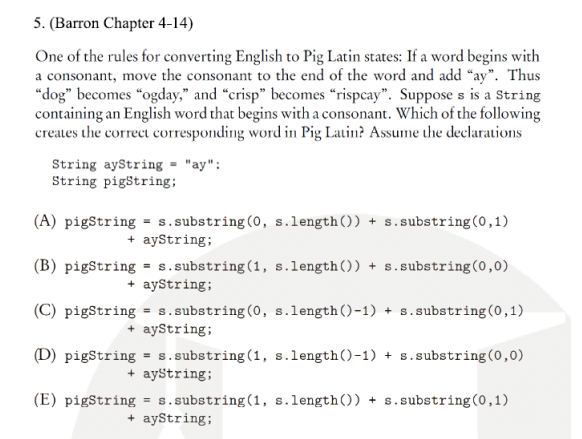 5. (Barron Chapter 4-14)
One of the rules for converting English to Pig Latin states: If a word begins with
a consonant, move the consonant to the end of the word and add “ay”. Thus
“dog” becomes “ogday,” and “crisp” becomes “rispcay”. Suppose s is a String
containing an English word that begins with a consonant. Which of the following
creates the correct corresponding word in Pig Latin? Assume the declarations
String ayString = "ay";
String pigString;
(A) pigString = s.substring(0, s.length()) + s.substring(0,1)
+ ayString;
(B) pigString = s.substring(1, s.length()) + s.substring(0,0)
+ ayString;
(C) pigString = s.substring(0, s.length()-1) + s.substring(0,1)
+ ayString;
(D) pigString = s.substring(1, s.length()-1) + s.substring(0,0)
+ ayString;
(E) pigString = s.substring(1, s.length()) + s.substring(0,1)
+ ayString;